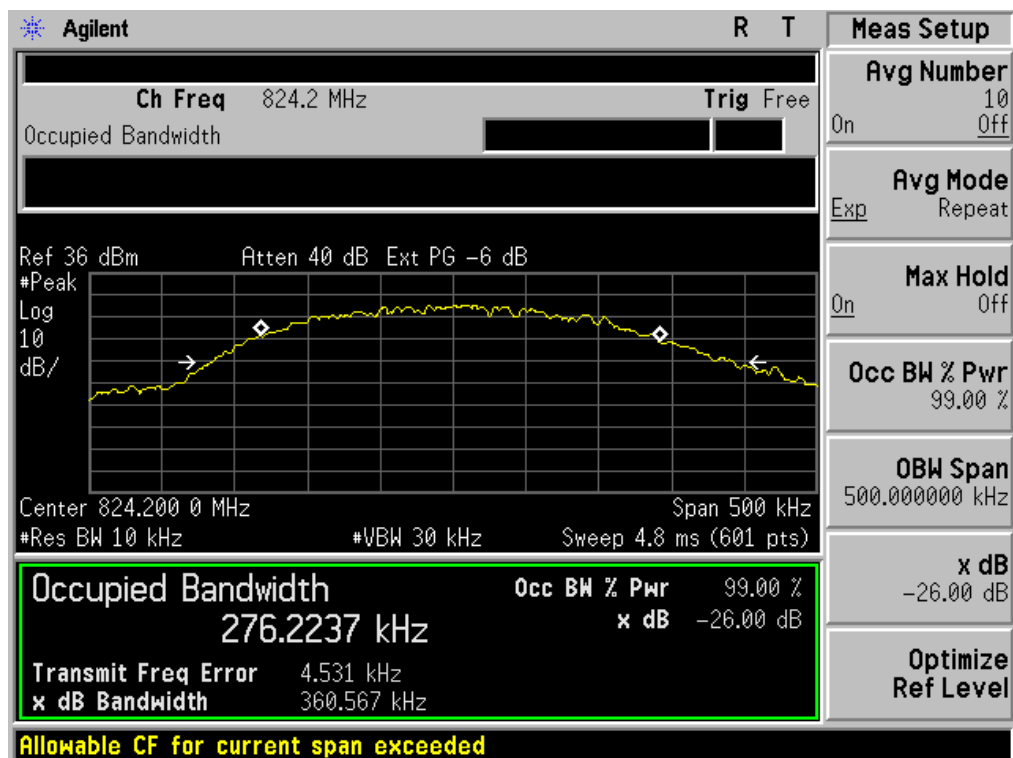 Agilent R T
Ch Freq 824.2 MHz Trig Free
Occupied Bandwidth
Ref 36 dBm Atten 40 dB Ext PG -6 dB
#Peak
Log
10
dB/
Center 824.200 0 MHz Span 500 kHz
#Res BW 10 kHz #VBW 30 kHz Sweep 4.8 ms (601 pts)
Occupied Bandwidth Occ BW % Pwr 99.00 %
276.2237 kHz x dB -26.00 dB
Transmit Freq Error 4.531 kHz
x dB Bandwidth 360.567 kHz
Allowable CF for current span exceeded
Meas Setup
Avg Number
10
On Off
Avg Mode
Exp Repeat
Max Hold
On Off
Occ BW % Pwr
99.00 %
OBW Span
500.000000 kHz
x dB
-26.00 dB
Optimize
Ref Level